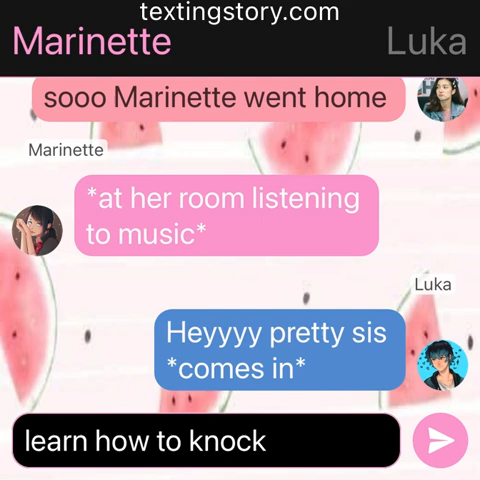 textingstory.com
Marinette Luka
sooo Marinette went home
Marinette
*at her room listening
to music*
Luka
Heyyyy pretty sis
*comes in*
learn how to knock